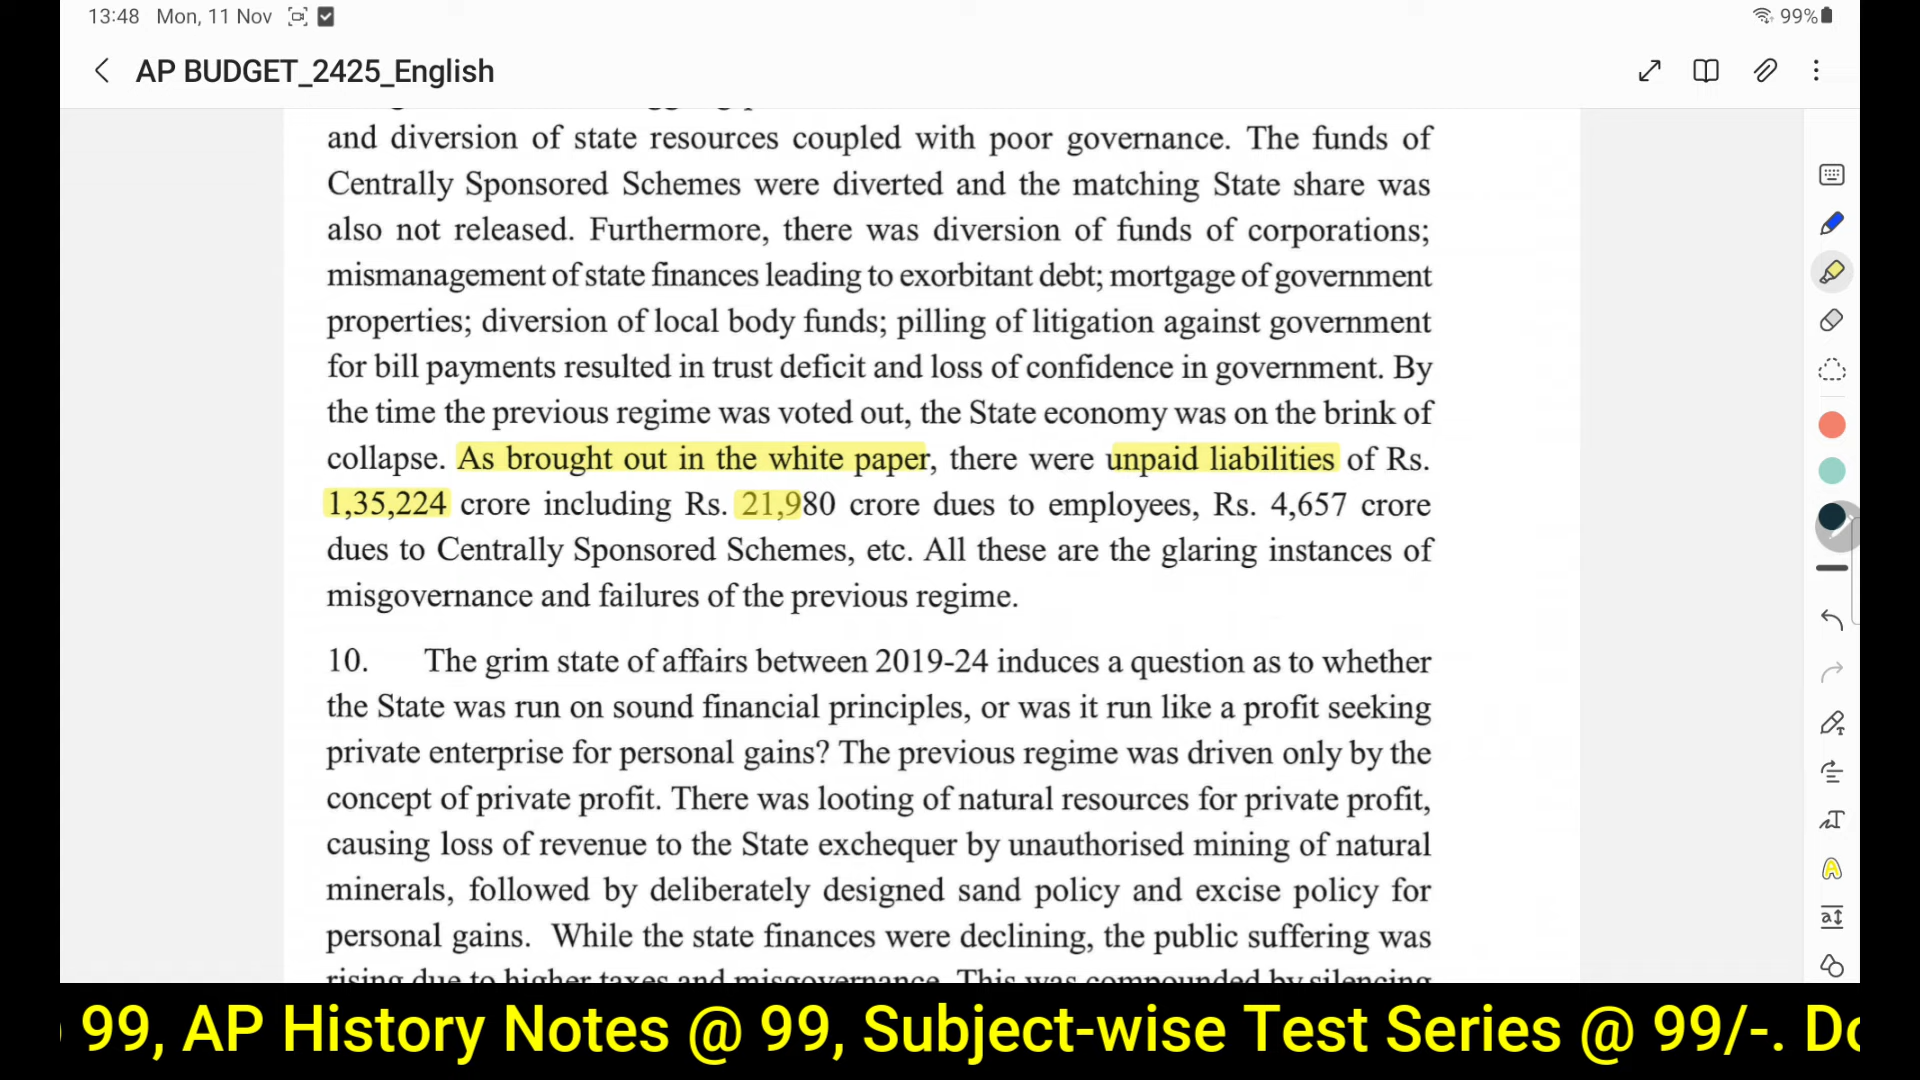 13:48 Mon, 11 Nov
99%
AP BUDGET_2425_English
and diversion of state resources coupled with poor governance. The funds of
Centrally Sponsored Schemes were diverted and the matching State share was
also not released. Furthermore, there was diversion of funds of corporations;
mismanagement of state finances leading to exorbitant debt; mortgage of government
properties; diversion of local body funds; pilling of litigation against government
for bill payments resulted in trust deficit and loss of confidence in government. By
the time the previous regime was voted out, the State economy was on the brink of
collapse. As brought out in the white paper, there were unpaid liabilities of Rs.
1,35,224 crore including Rs. 21,980 crore dues to employees, Rs. 4,657 crore
dues to Centrally Sponsored Schemes, etc. All these are the glaring instances of
misgovernance and failures of the previous regime.
10. The grim state of affairs between 2019-24 induces a question as to whether
the State was run on sound financial principles, or was it run like a profit seeking
private enterprise for personal gains? The previous regime was driven only by the
concept of private profit. There was looting of natural resources for private profit,
causing loss of revenue to the State exchequer by unauthorised mining of natural
minerals, followed by deliberately designed sand policy and excise policy for
personal gains. While the state finances were declining, the public suffering was
rising due to higher taxes and misgovernance. This was compounded by silencing
99, AP History Notes @ 99, Subject-wise Test Series @ 99/-.